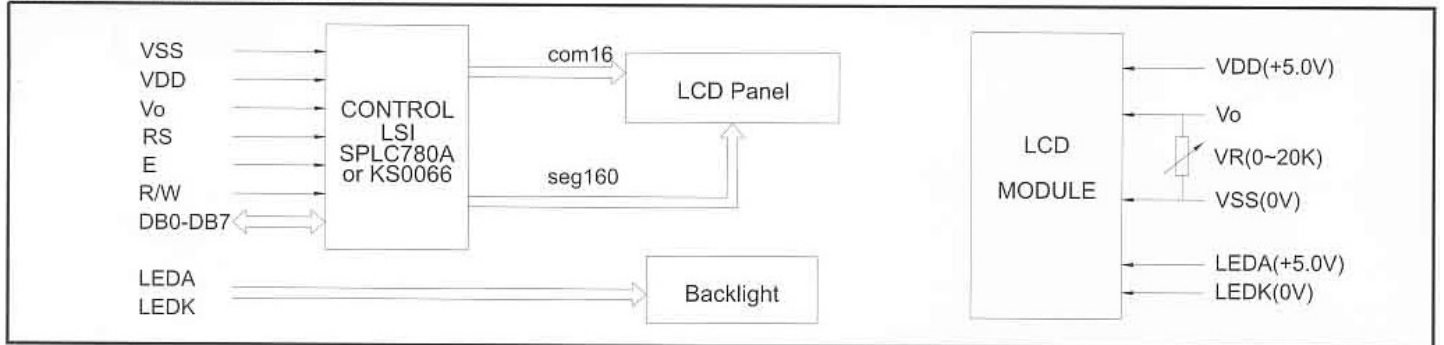 VSS
VDD
Vo
RS
E
R/W
DB0-DB7
CONTROL
LSI
SPLC780A
or KS0066
com16
seg160
LCD Panel
LEDA
LEDK
Backlight
LCD
MODULE
VDD(+5.0V)
Vo
VR(0~20K)
VSS(0V)
LEDA(+5.0V)
LEDK(0V)